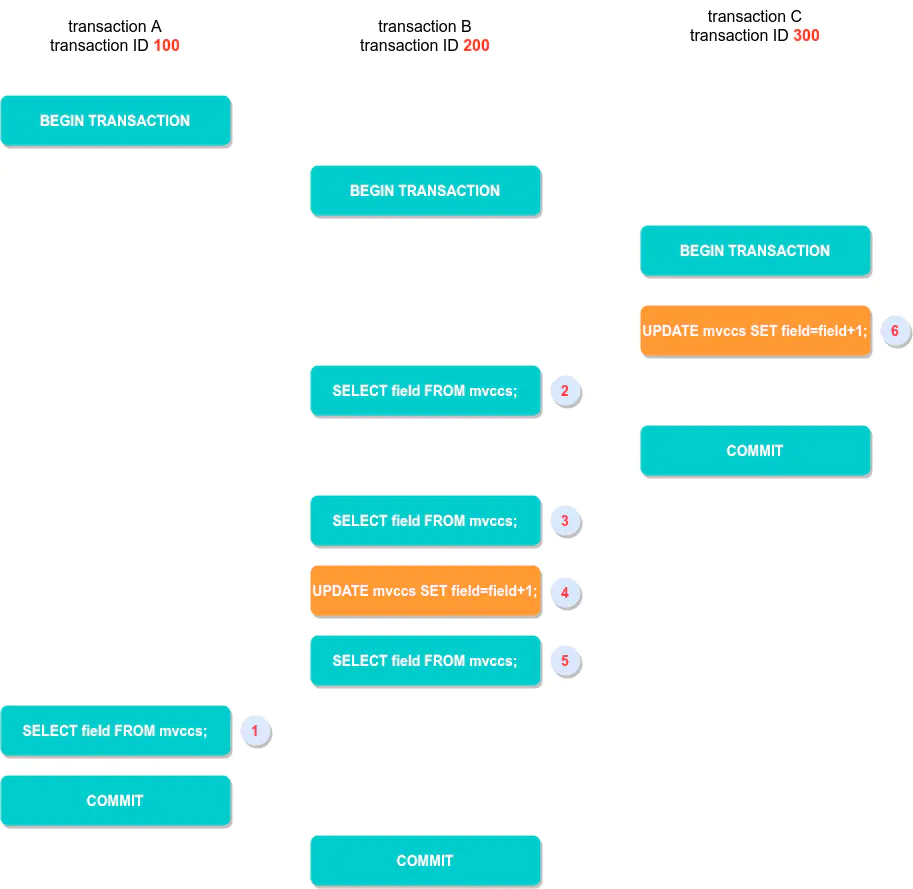 transaction A
transaction ID 100
transaction B
transaction ID 200
transaction C
transaction ID 300
BEGIN TRANSACTION
BEGIN TRANSACTION
BEGIN TRANSACTION
UPDATE mvccs SET field=field+1;
6
SELECT field FROM mvccs;
2
COMMIT
SELECT field FROM mvccs;
3
UPDATE mvccs SET field=field+1;
4
SELECT field FROM mvccs;
5
SELECT field FROM mvccs;
1
COMMIT
COMMIT